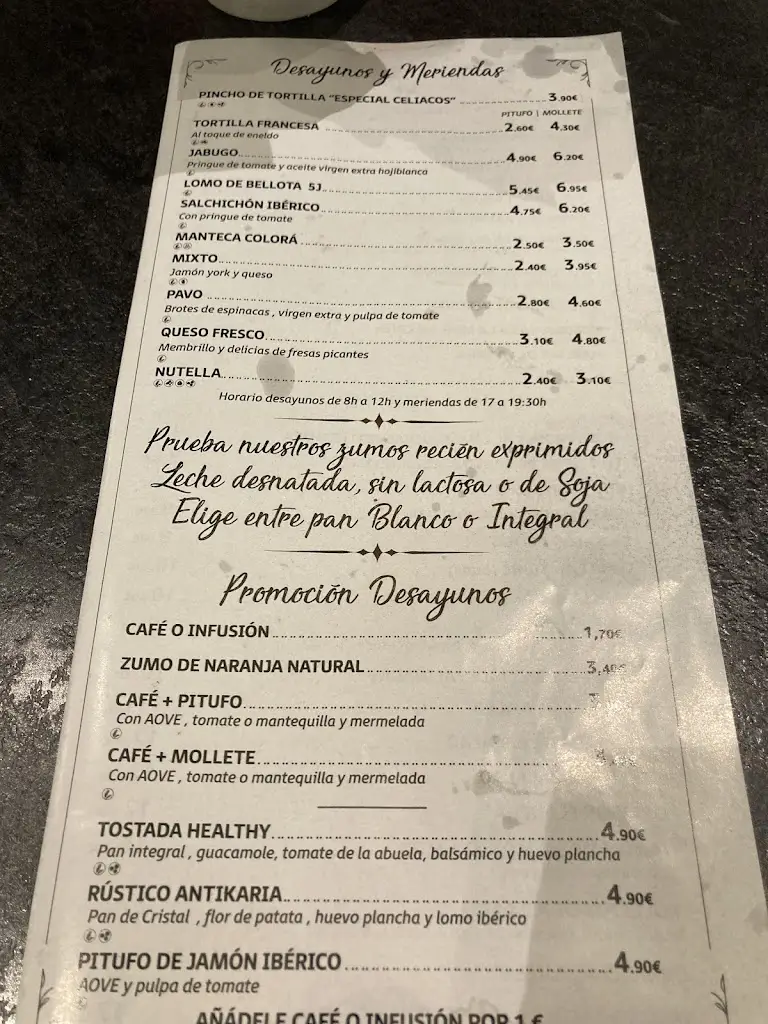 Desayunos y Meriendas
PINCHO DE TORTILLA "ESPECIAL CELIACOS" 3.90€
PITUFO | MOLLETE
TORTILLA FRANCESA 2.60€ 4.30€
Al toque de eneldo
JABUGO 4.90€ 6.20€
Pringue de tomate y aceite virgen extra hojiblanca
LOMO DE BELLOTA 5J 5.45€ 6.95€
SALCHICHÓN IBÉRICO 4.75€ 6.20€
Con pringue de tomate
MANTECA COLORÁ 2.50€ 3.50€
MIXTO 2.40€ 3.95€
Jamón york y queso
PAVO 2.80€ 4.60€
Brotes de espinacas , virgen extra y pulpa de tomate
QUESO FRESCO 3.10€ 4.80€
Membrillo y delicias de fresas picantes
NUTELLA 2.40€ 3.10€
Horario desayunos de 8h a 12h y meriendas de 17 a 19:30h
Prueba nuestros zumos recién exprimidos
Leche desnatada, sin lactosa o de Soja
Elige entre pan Blanco o Integral
Promoción Desayunos
CAFÉ O INFUSIÓN 1,70€
ZUMO DE NARANJA NATURAL 3,40€
CAFÉ + PITUFO
Con AOVE , tomate o mantequilla y mermelada
CAFÉ + MOLLETE
Con AOVE , tomate o mantequilla y mermelada
TOSTADA HEALTHY 4.90€
Pan integral , guacamole, tomate de la abuela, balsámico y huevo plancha
RÚSTICO ANTIKARIA 4.90€
Pan de Cristal , flor de patata , huevo plancha y lomo ibérico
PITUFO DE JAMÓN IBÉRICO 4.90€
AOVE y pulpa de tomate
AÑÁDELE CAFÉ O INFUSIÓN POR 1 €